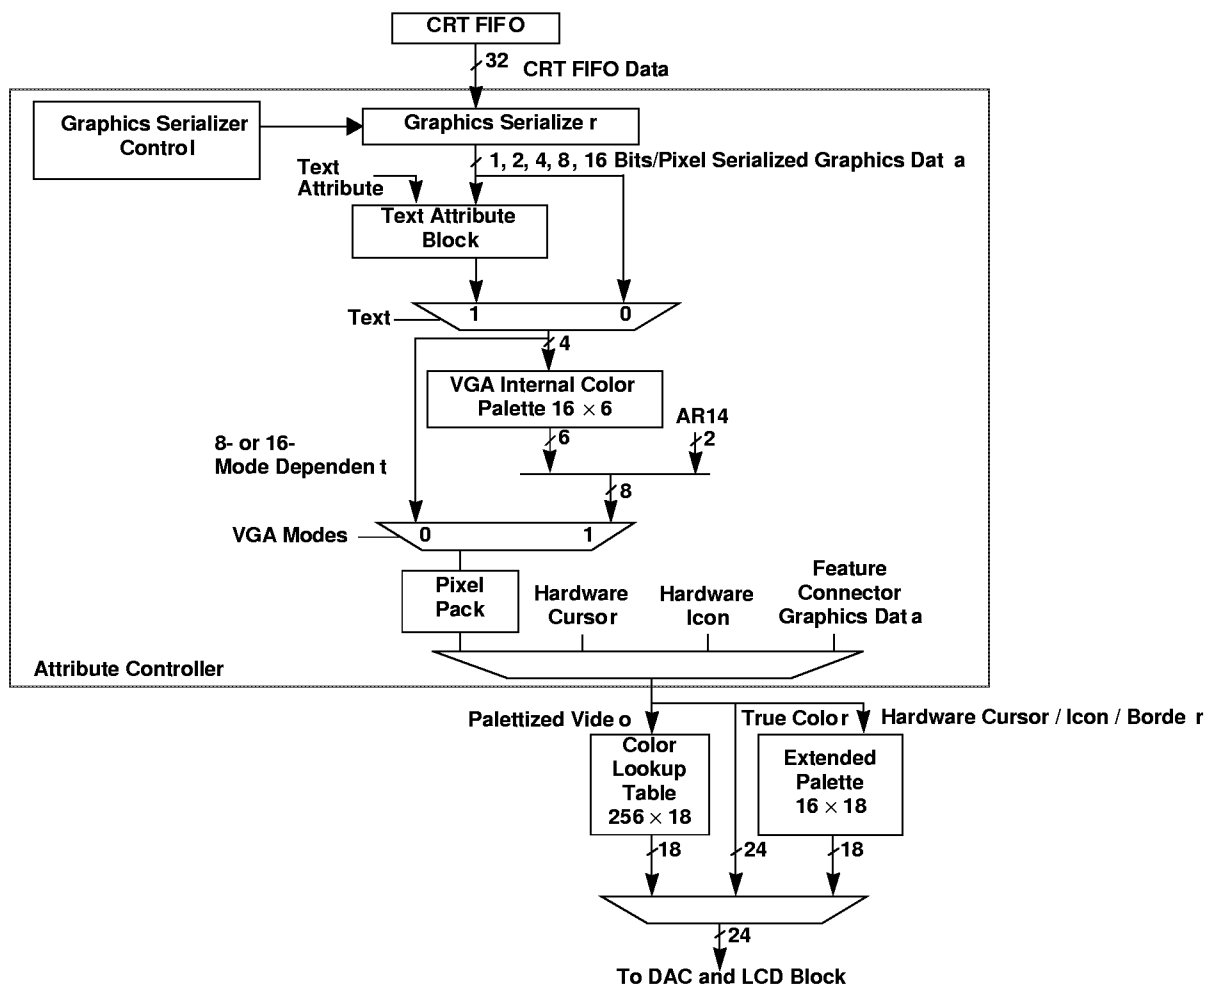 CRT FIFO
32
CRT FIFO Data
Graphics Serializer
Control
Graphics Serialize r
1, 2, 4, 8, 16 Bits/Pixel Serialized Graphics Dat a
Text
Attribute
Text Attribute
Block
1
0
Text
4
VGA Internal Color
Palette 16 × 6
AR14
6
2
8- or 16-
Mode Dependen t
8
VGA Modes
0
1
Pixel
Pack
Hardware
Cursor
Hardware
Icon
Feature
Connector
Graphics Dat a
Attribute Controller
Palettized Vide o
True Color
Hardware Cursor / Icon / Borde r
Color
Lookup
Table
256 × 18
Extended
Palette
16 × 18
18
24
18
24
To DAC and LCD Block